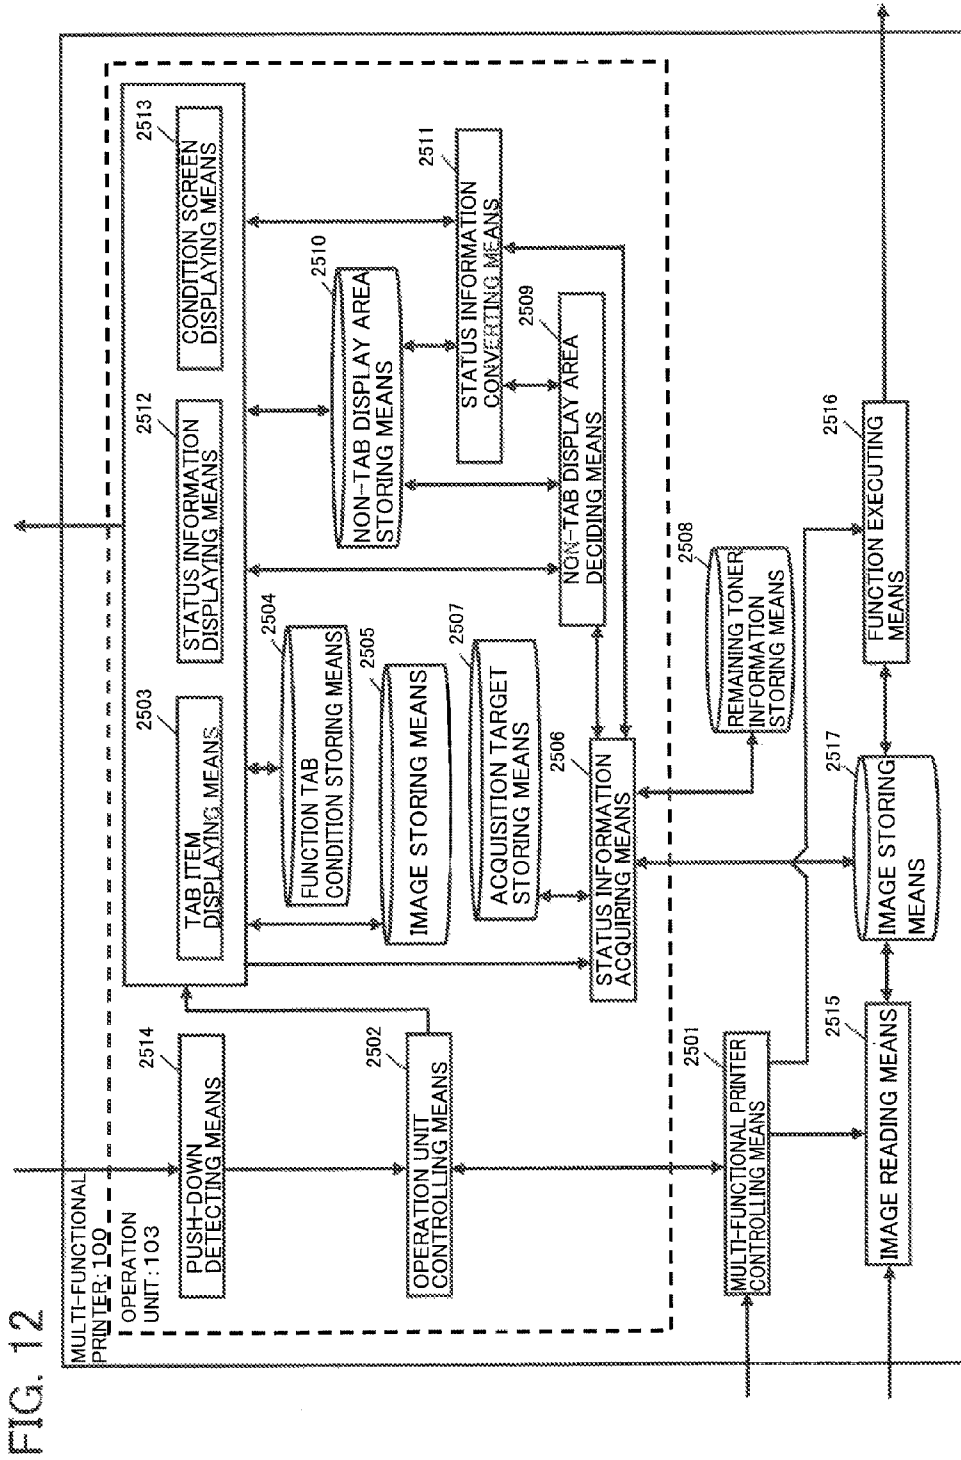 FIG. 12
MULTI-FUNCTIONAL
PRINTER:100
OPERATION
UNIT:103
2514
PUSH-DOWN
DETECTING MEANS
2503
TAB ITEM
DISPLAYING MEANS
2512
STATUS INFORMATION
DISPLAYING MEANS
2513
CONDITION SCREEN
DISPLAYING MEANS
2504
FUNCTION TAB
CONDITION STORING MEANS
2510
NON-TAB DISPLAY AREA
STORING MEANS
2502
OPERATION UNIT
CONTROLLING MEANS
2505
IMAGE STORING MEANS
2511
STATUS INFORMATION
CONVERTING MEANS
2507
ACQUISITION TARGET
STORING MEANS
2509
NON-TAB DISPLAY AREA
DECIDING MEANS
2506
STATUS INFORMATION
ACQUIRING MEANS
2508
REMAINING TONER
INFORMATION
STORING MEANS
2501
MULTI-FUNCTIONAL PRINTER
CONTROLLING MEANS
2515
IMAGE READING MEANS
2517
IMAGE STORING
MEANS
2516
FUNCTION EXECUTING
MEANS